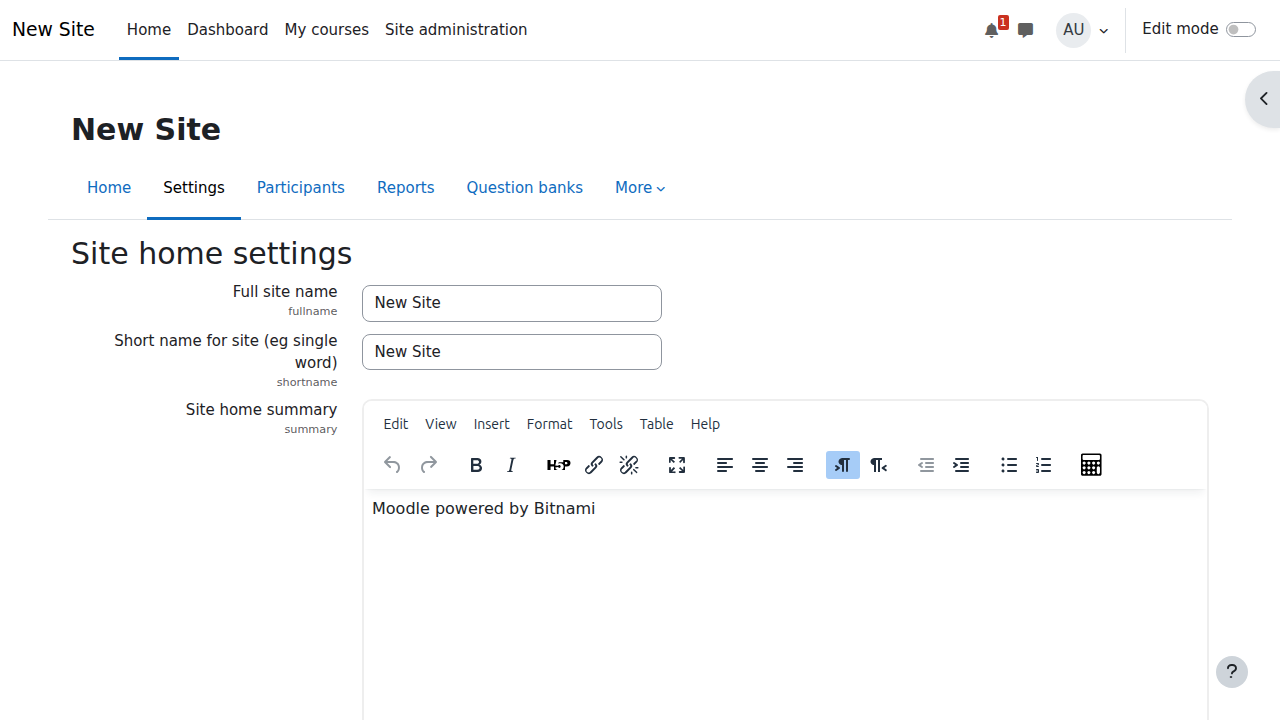 New Site Home Dashboard My courses Site administration 1 AU Edit mode
New Site
Home Settings Participants Reports Question banks More
Site home settings
Full site name
fullname
New Site
Short name for site (eg single
word)
shortname
New Site
Site home summary
summary
Edit View Insert Format Tools Table Help
B I H5P
Moodle powered by Bitnami
?